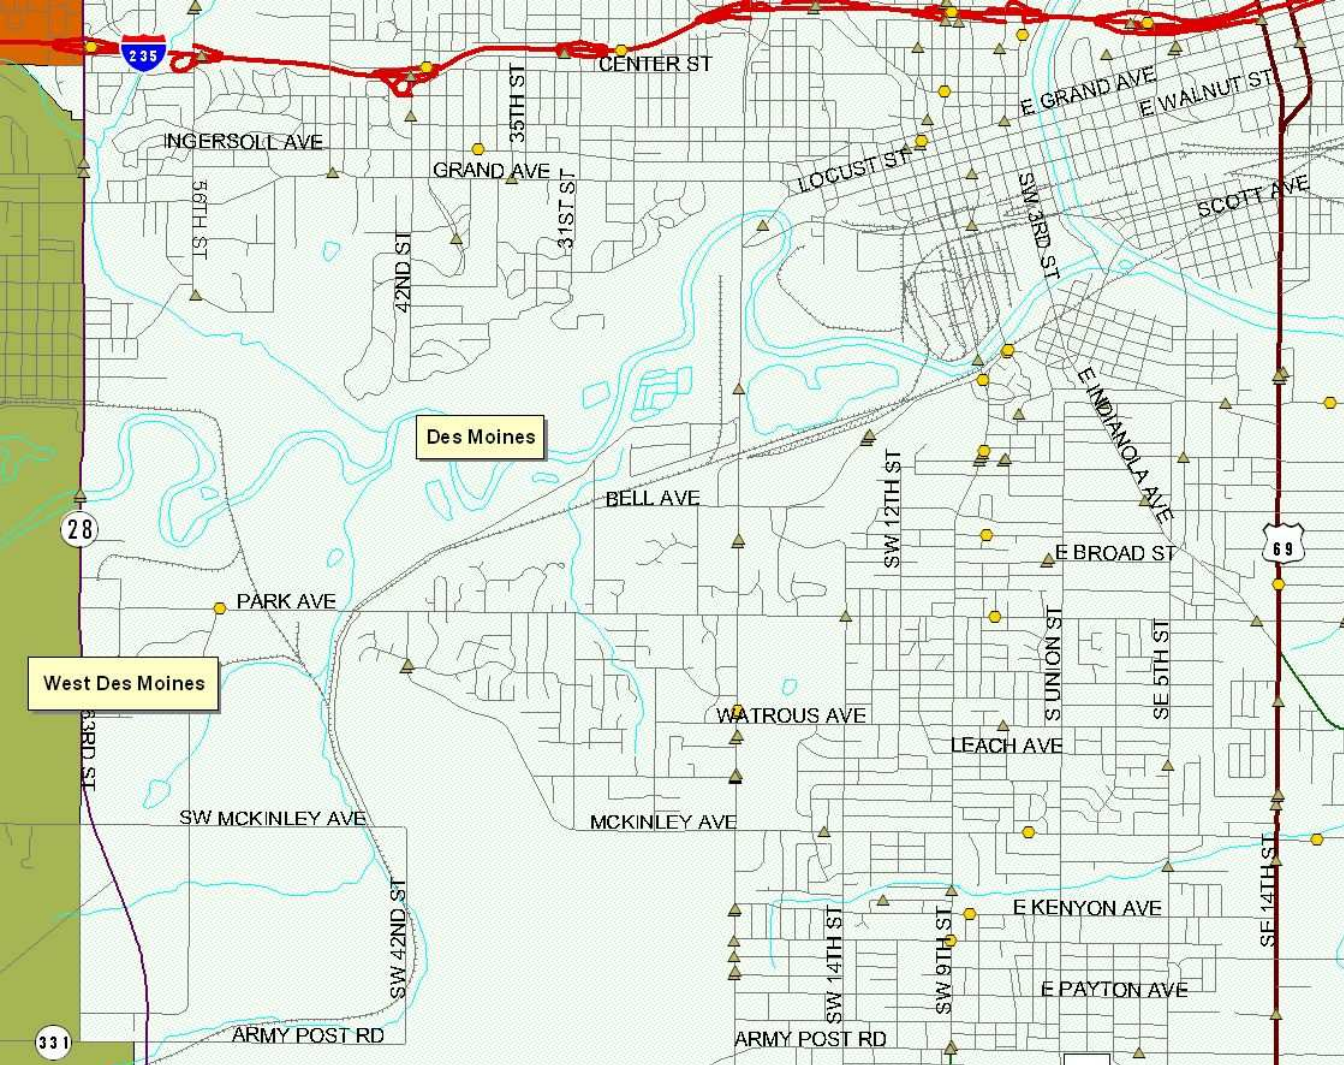 235
CENTER ST
35TH ST
E GRAND AVE
E WALNUT ST
INGERSOLL AVE
GRAND AVE
LOCUST ST
56TH ST
31ST ST
SW 3RD ST
SCOTT AVE
42ND ST
Des Moines
E INDIANOLA AVE
BELL AVE
SW 12TH ST
28
69
E BROAD ST
PARK AVE
S UNION ST
SE 5TH ST
West Des Moines
63RD ST
WATROUS AVE
LEACH AVE
SW MCKINLEY AVE
MCKINLEY AVE
SE 14TH ST
SW 42ND ST
E KENYON AVE
SW 14TH ST
SW 9TH ST
E PAYTON AVE
331
ARMY POST RD
ARMY POST RD